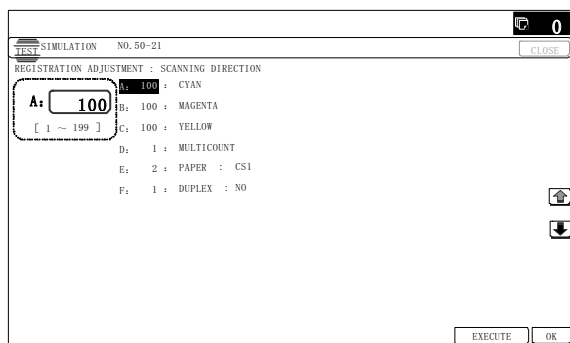 0
TEST SIMULATION NO.50-21
CLOSE
REGISTRATION ADJUSTMENT : SCANNING DIRECTION
A: 100
[ 1 ~ 199 ]
A: 100 : CYAN
B: 100 : MAGENTA
C: 100 : YELLOW
D: 1 : MULTICOUNT
E: 2 : PAPER : CS1
F: 1 : DUPLEX : NO
EXECUTE
OK